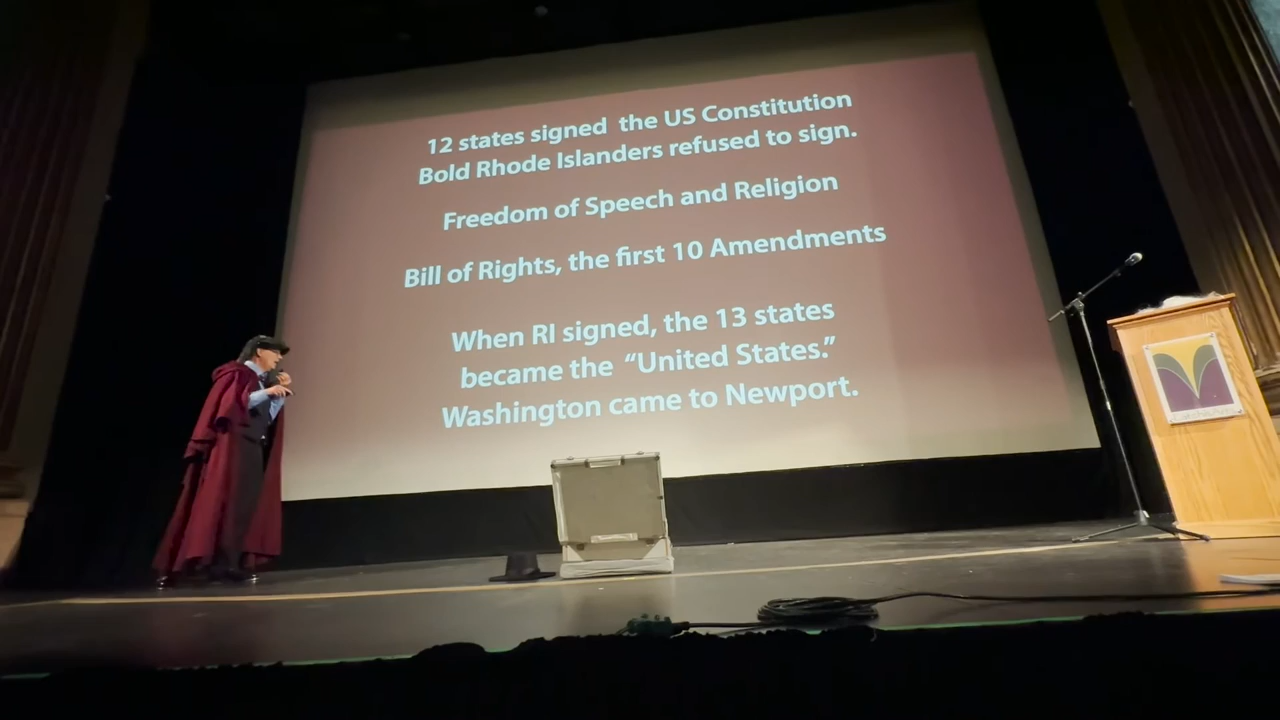 12 states signed the US Constitution
Bold Rhode Islanders refused to sign.
Freedom of Speech and Religion
Bill of Rights, the first 10 Amendments
When RI signed, the 13 states
became the “United States.”
Washington came to Newport.